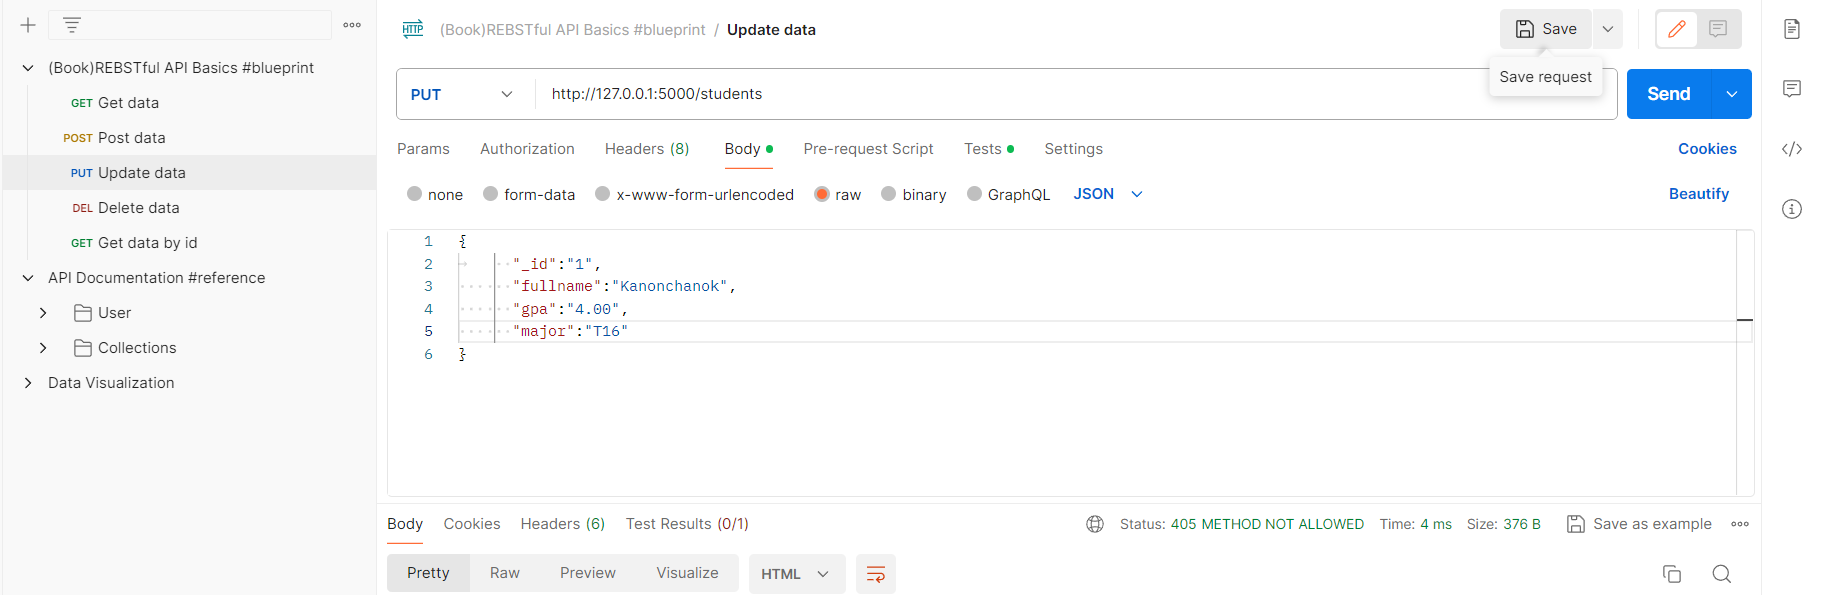 (Book)REBSTful API Basics #blueprint
GET Get data
POST Post data
PUT Update data
DEL Delete data
GET Get data by id
API Documentation #reference
User
Collections
Data Visualization
HTTP (Book)REBSTful API Basics #blueprint / Update data
Save
Save request
PUT http://127.0.0.1:5000/students
Send
Params Authorization Headers (8) Body Pre-request Script Tests Settings Cookies
none form-data x-www-form-urlencoded raw binary GraphQL JSON Beautify
1 {
2 "_id":"1",
3 "fullname":"Kanonchanok",
4 "gpa":"4.00",
5 "major":"T16"
6 }
Body Cookies Headers (6) Test Results (0/1) Status: 405 METHOD NOT ALLOWED Time: 4 ms Size: 376 B Save as example
Pretty Raw Preview Visualize HTML